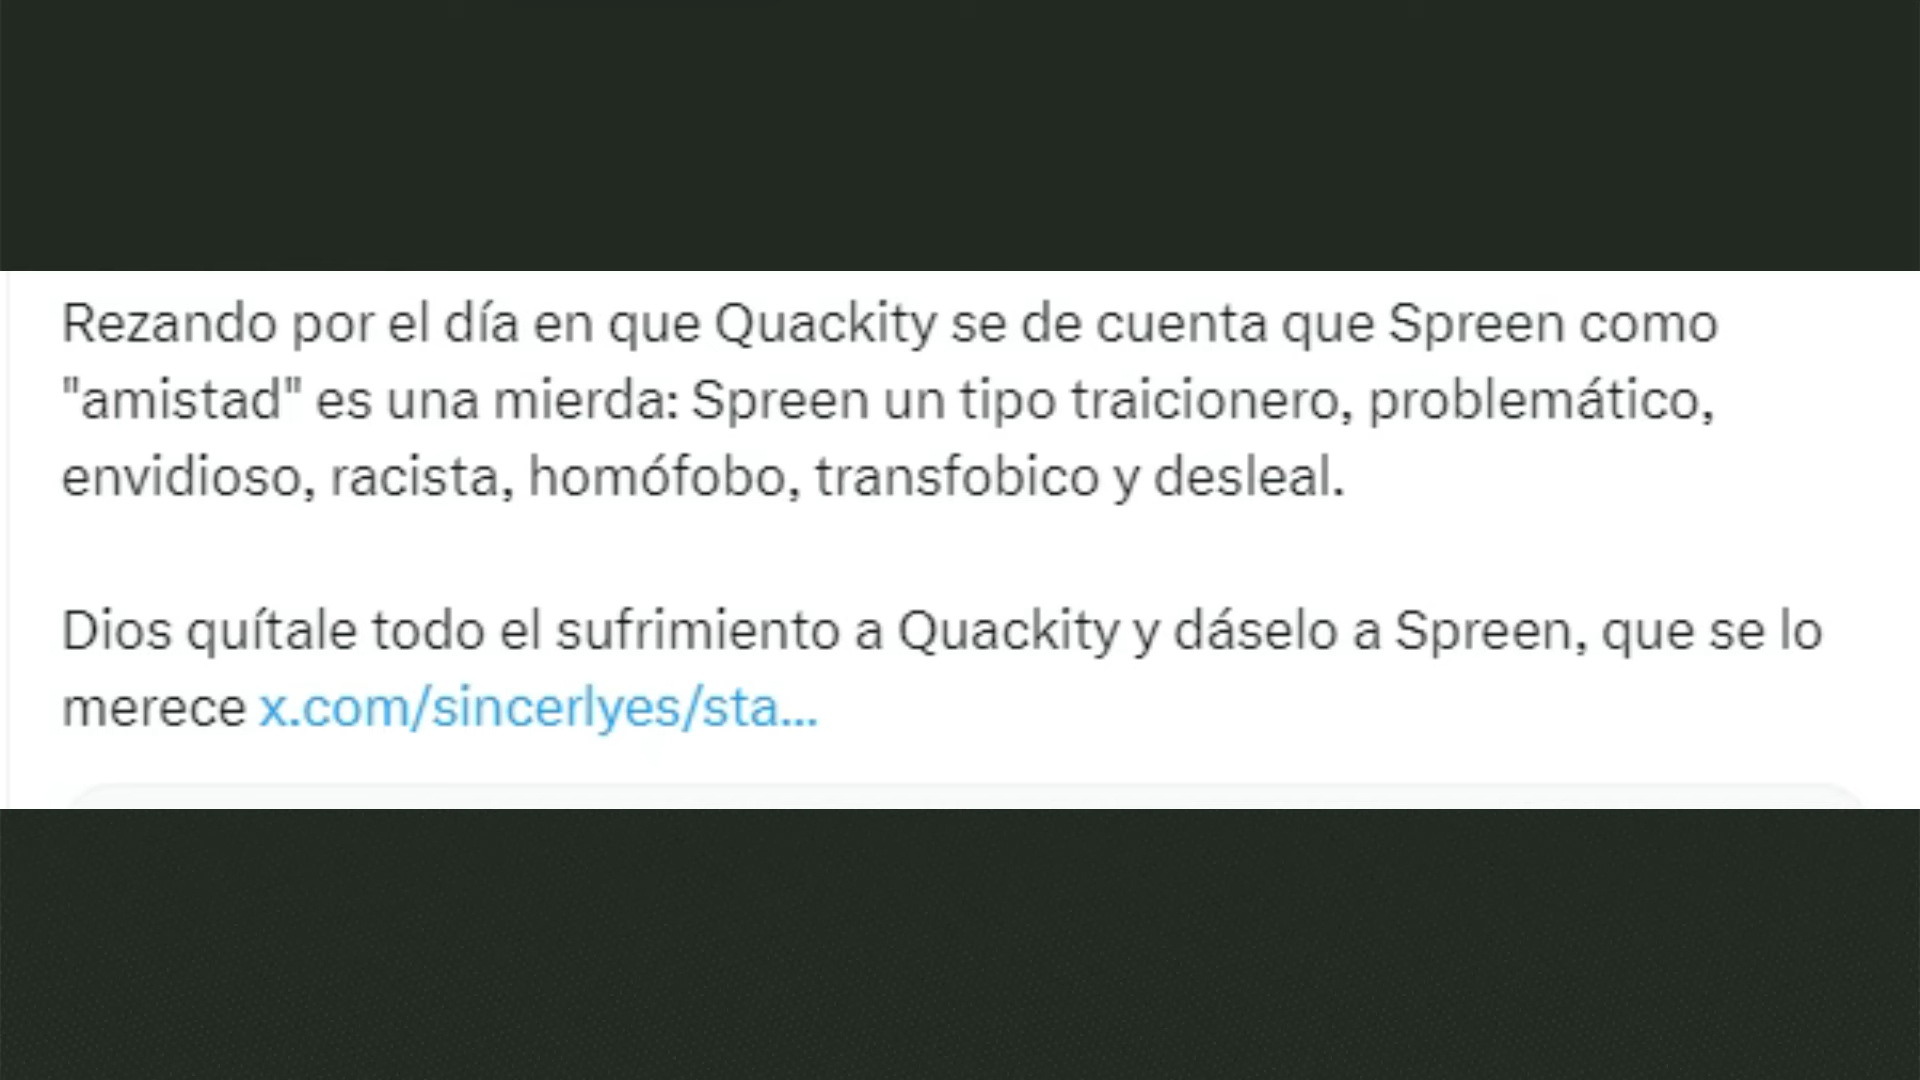 Rezando por el día en que Quackity se de cuenta que Spreen como
"amistad" es una mierda: Spreen un tipo traicionero, problemático,
envidioso, racista, homófobo, transfobico y desleal.
Dios quítale todo el sufrimiento a Quackity y dáselo a Spreen, que se lo
merece x.com/sincerlyes/sta...